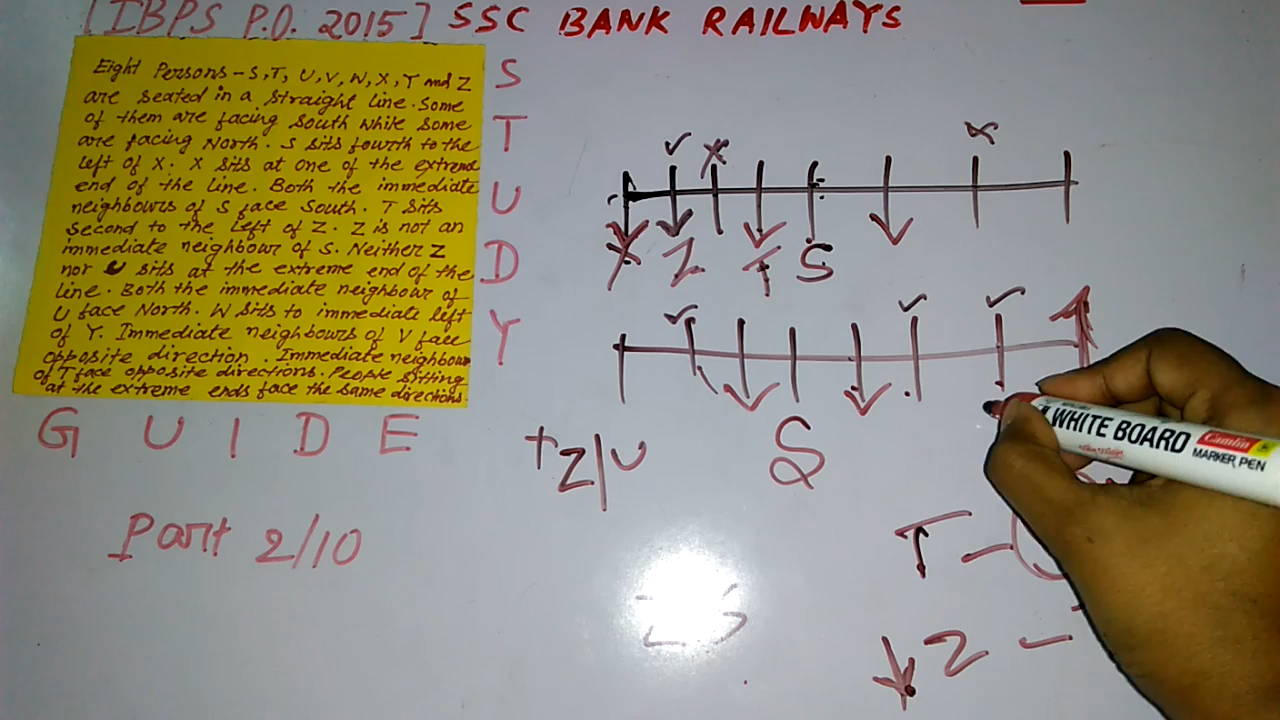 [IBPS P.O. 2015] SSC BANK RAILWAYS
Eight Persons - S,T, U,V, W, X, Y and Z
are seated in a straight line. Some
of them are facing South while some
are facing North. S sits fourth to the
left of X. X sits at one of the extreme
end of the line. Both the immediate
neighbours of S face South. T sits
second to the left of Z. Z is not an
immediate neighbour of S. Neither Z
nor U sits at the extreme end of the
line. Both the immediate neighbour of
U face North. W sits to immediate left
of Y. Immediate neighbours of V face
opposite direction. Immediate neighbours
of T face opposite directions. People sitting
at the extreme ends face the same directions.
S
T
U
D
Y
G U I D E
Part 2/10
X Z T S
Z/U
S
T -
Z -
WHITE BOARD
MARKER PEN
Camlin